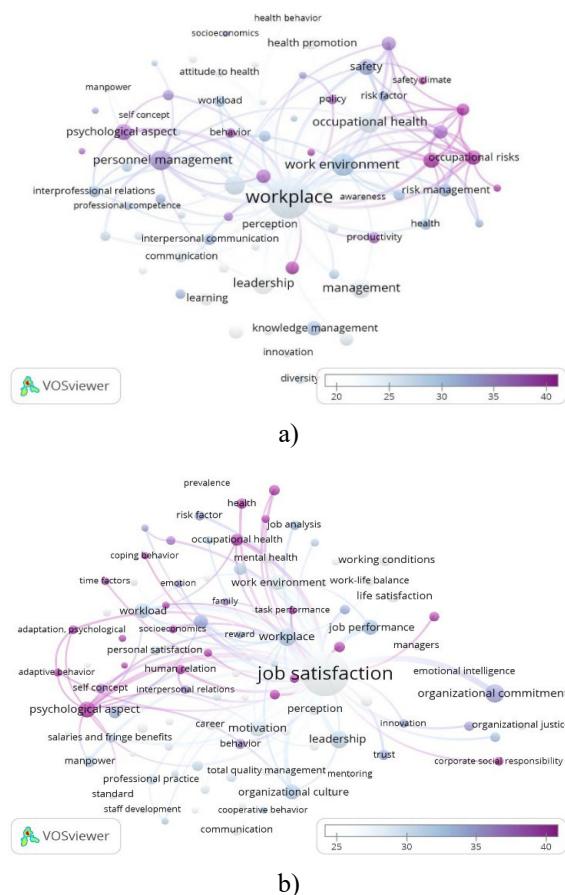 health behavior
socioeconomics
health promotion
attitude to health
safety
safety climate
manpower
workload
policy
risk factor
self concept
occupational health
psychological aspect
behavior
personnel management
work environment
occupational risks
interprofessional relations
workplace
awareness
risk management
professional competence
perception
health
interpersonal communication
productivity
communication
leadership
management
learning
knowledge management
innovation
diversity
VOSviewer
20 25 30 35 40
a)
prevalence
health
risk factor
job analysis
occupational health
coping behavior
mental health
working conditions
time factors
emotion
work environment
work-life balance
life satisfaction
family
workload
task performance
adaptation, psychological
socioeconomics
reward
workplace
job performance
personal satisfaction
managers
adaptive behavior
human relation
job satisfaction
emotional intelligence
self concept
interpersonal relations
organizational commitment
psychological aspect
perception
salaries and fringe benefits
career
motivation
innovation
organizational justice
behavior
leadership
manpower
trust
corporate social responsibility
total quality management
mentoring
professional practice
standard
organizational culture
staff development
cooperative behavior
communication
VOSviewer
25 30 35 40
b)